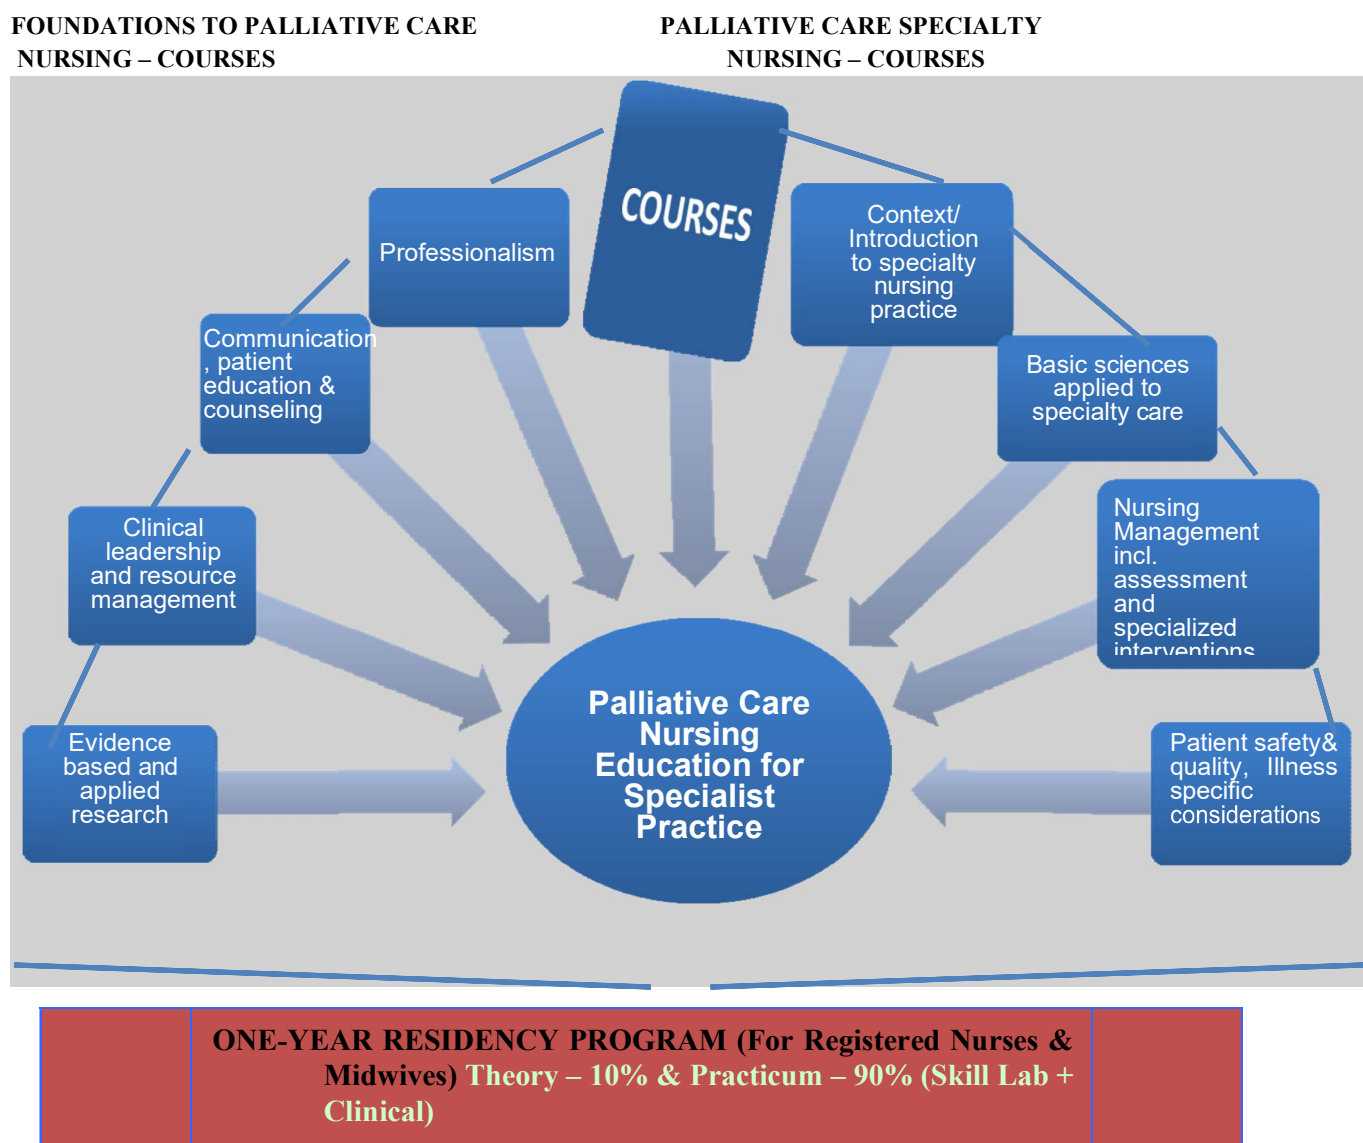 FOUNDATIONS TO PALLIATIVE CARE
NURSING – COURSES
PALLIATIVE CARE SPECIALTY
NURSING – COURSES
COURSES
Professionalism
Communication
, patient
education &
counseling
Clinical
leadership
and resource
management
Evidence
based and
applied
research
Context/
Introduction
to specialty
nursing
practice
Basic sciences
applied to
specialty care
Nursing
Management
incl.
assessment
and
specialized
interventions
Patient safety&
quality, Illness
specific
considerations
Palliative Care
Nursing
Education for
Specialist
Practice
ONE-YEAR RESIDENCY PROGRAM (For Registered Nurses &
Midwives) Theory – 10% & Practicum – 90% (Skill Lab +
Clinical)